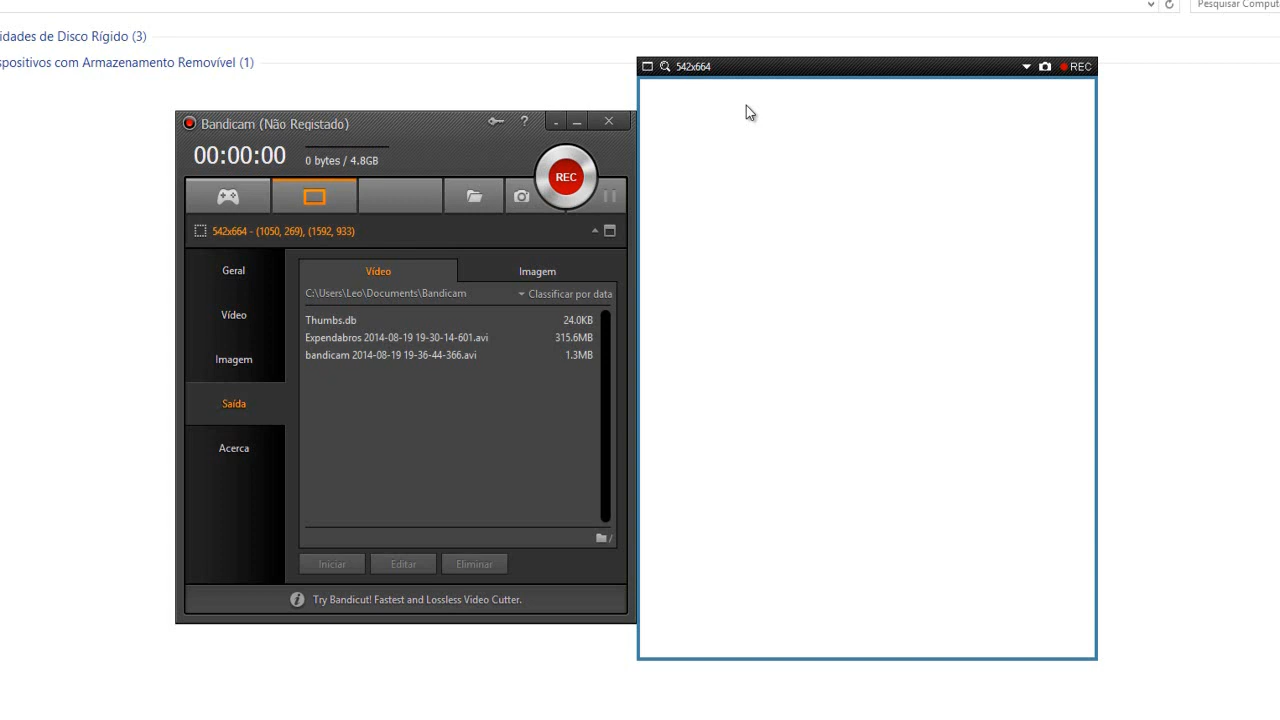 Pesquisar Comput
idades de Disco Rígido (3)
spositivos com Armazenamento Removível (1)
542x664
REC
Bandicam (Não Registado)
?
00:00:00
0 bytes / 4.8GB
REC
542x664 - (1050, 269), (1592, 933)
Geral
Vídeo
Imagem
Saída
Acerca
Vídeo
Imagem
C:\Users\Leo\Documents\Bandicam
Classificar por data
Thumbs.db 24.0KB
Expendabros 2014-08-19 19-30-14-601.avi 315.6MB
bandicam 2014-08-19 19-36-44-366.avi 1.3MB
/
Iniciar
Editar
Eliminar
Try Bandicut! Fastest and Lossless Video Cutter.